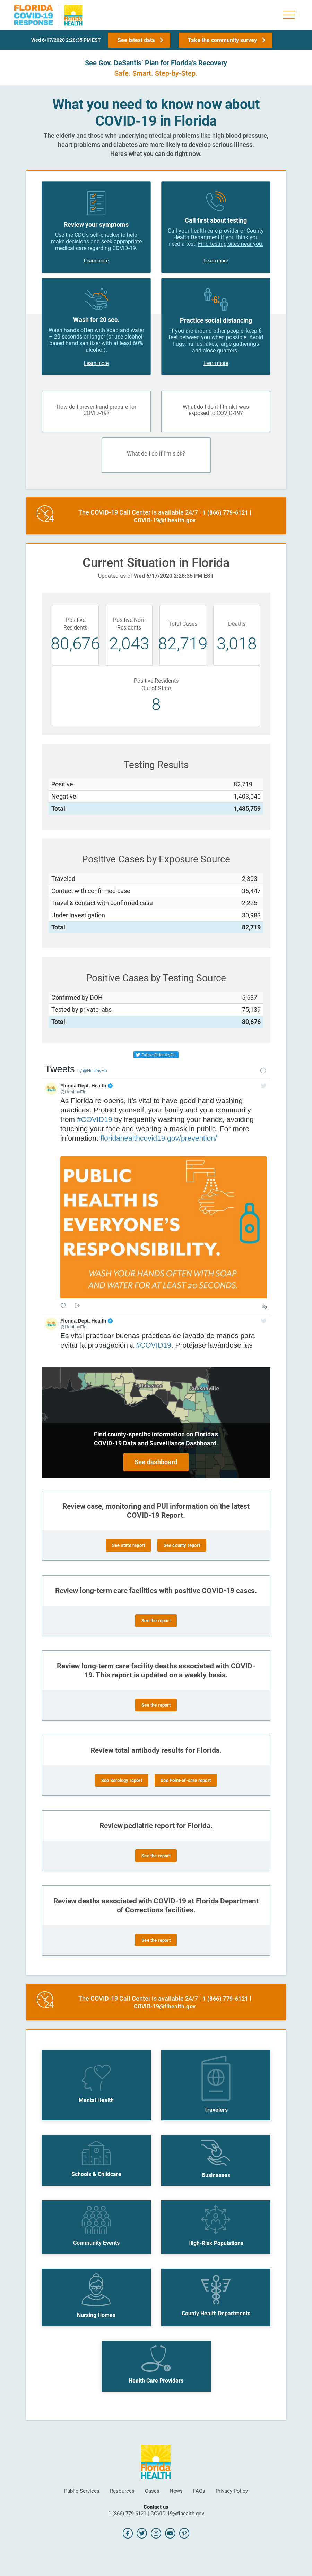 FLORIDA
COVID-19
RESPONSE
Florida
HEALTH
Wed 6/17/2020 2:28:35 PM EST
See latest data
Take the community survey
See Gov. DeSantis' Plan for Florida's Recovery
Safe. Smart. Step-by-Step.
What you need to know now about
COVID-19 in Florida
The elderly and those with underlying medical problems like high blood pressure,
heart problems and diabetes are more likely to develop serious illness.
Here's what you can do right now.
Review your symptoms
Use the CDC's self-checker to help
make decisions and seek appropriate
medical care regarding COVID-19.
Learn more
Call first about testing
Call your health care provider or County
Health Department if you think you
need a test. Find testing sites near you.
Learn more
Wash for 20 sec.
Wash hands often with soap and water
– 20 seconds or longer (or use alcohol-
based hand sanitizer with at least 60%
alcohol).
Learn more
6'
Practice social distancing
If you are around other people, keep 6
feet between you when possible. Avoid
hugs, handshakes, large gatherings
and close quarters.
Learn more
How do I prevent and prepare for
COVID-19?
What do I do if I think I was
exposed to COVID-19?
What do I do if I'm sick?
24
The COVID-19 Call Center is available 24/7 | 1 (866) 779-6121 |
COVID-19@flhealth.gov
Current Situation in Florida
Updated as of Wed 6/17/2020 2:28:35 PM EST
Positive
Residents
80,676
Positive Non-
Residents
2,043
Total Cases
82,719
Deaths
3,018
Positive Residents
Out of State
8
Testing Results
Positive 82,719
Negative 1,403,040
Total 1,485,759
Positive Cases by Exposure Source
Traveled 2,303
Contact with confirmed case 36,447
Travel & contact with confirmed case 2,225
Under Investigation 30,983
Total 82,719
Positive Cases by Testing Source
Confirmed by DOH 5,537
Tested by private labs 75,139
Total 80,676
Follow @HealthyFla
Tweets by @HealthyFla
Florida Dept. Health
@HealthyFla
As Florida re-opens, it's vital to have good hand washing
practices. Protect yourself, your family and your community
from #COVID19 by frequently washing your hands, avoiding
touching your face and wearing a mask in public. For more
information: floridahealthcovid19.gov/prevention/
PUBLIC
HEALTH IS
EVERYONE'S
RESPONSIBILITY.
WASH YOUR HANDS OFTEN WITH SOAP
AND WATER FOR AT LEAST 20 SECONDS.
Florida Dept. Health
@HealthyFla
Es vital practicar buenas prácticas de lavado de manos para
evitar la propagación a #COVID19. Protéjase lavándose las
Tallahassee
Jacksonville
Find county-specific information on Florida's
COVID-19 Data and Surveillance Dashboard.
See dashboard
Review case, monitoring and PUI information on the latest
COVID-19 Report.
See state report
See county report
Review long-term care facilities with positive COVID-19 cases.
See the report
Review long-term care facility deaths associated with COVID-
19. This report is updated on a weekly basis.
See the report
Review total antibody results for Florida.
See Serology report
See Point-of-care report
Review pediatric report for Florida.
See the report
Review deaths associated with COVID-19 at Florida Department
of Corrections facilities.
See the report
24
The COVID-19 Call Center is available 24/7 | 1 (866) 779-6121 |
COVID-19@flhealth.gov
Mental Health
Travelers
Schools & Childcare
Businesses
Community Events
High-Risk Populations
Nursing Homes
County Health Departments
Health Care Providers
Florida
HEALTH
Public Services Resources Cases News FAQs Privacy Policy
Contact us
1 (866) 779-6121 | COVID-19@flhealth.gov